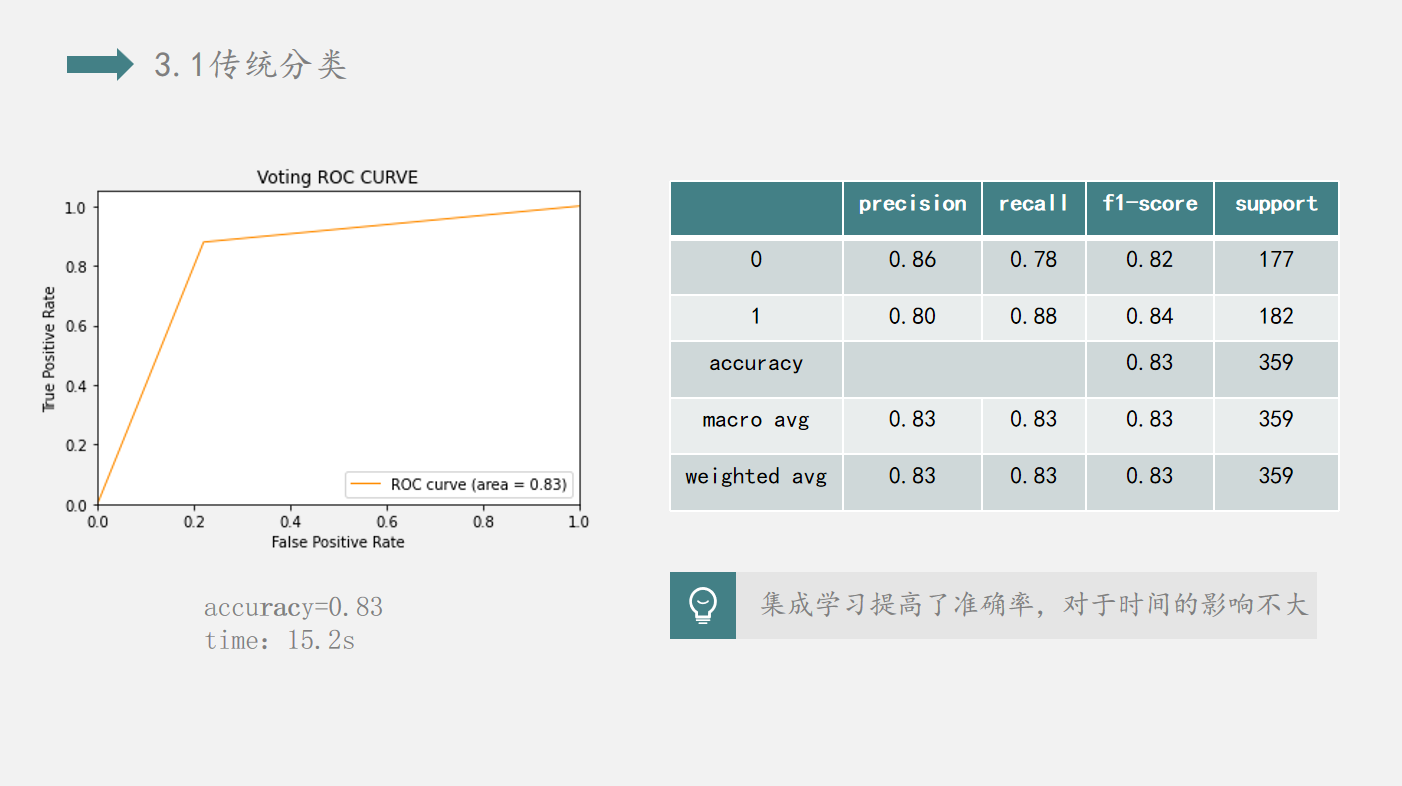 3.1传统分类
Voting ROC CURVE
1.0
0.8
0.6
0.4
0.2
0.0
True Positive Rate
0.0 0.2 0.4 0.6 0.8 1.0
False Positive Rate
ROC curve (area = 0.83)
accuracy=0.83
time: 15.2s
precision recall f1-score support
0 0.86 0.78 0.82 177
1 0.80 0.88 0.84 182
accuracy 0.83 359
macro avg 0.83 0.83 0.83 359
weighted avg 0.83 0.83 0.83 359
集成学习提高了准确率，对于时间的影响不大